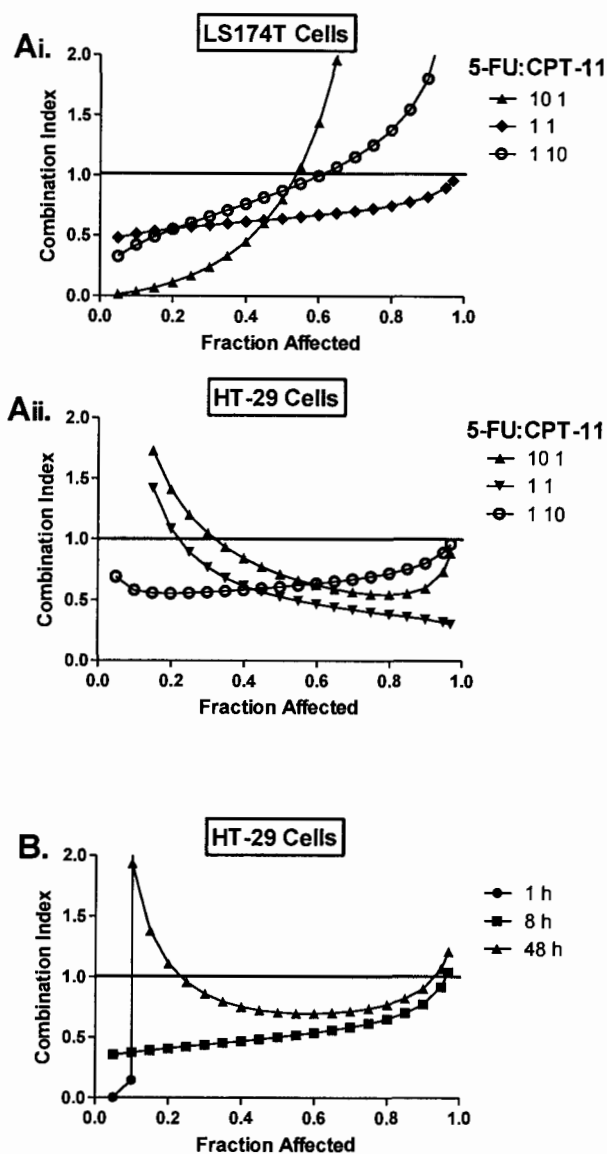 Ai.
LS174T Cells
2.0
1.5
1.0
0.5
0.0
Combination Index
0.0 0.2 0.4 0.6 0.8 1.0
Fraction Affected
5-FU:CPT-11
10 1
1 1
1 10
Aii.
HT-29 Cells
2.0
1.5
1.0
0.5
0.0
Combination Index
0.0 0.2 0.4 0.6 0.8 1.0
Fraction Affected
5-FU:CPT-11
10 1
1 1
1 10
B.
HT-29 Cells
2.0
1.5
1.0
0.5
0.0
Combination Index
0.0 0.2 0.4 0.6 0.8 1.0
Fraction Affected
1 h
8 h
48 h